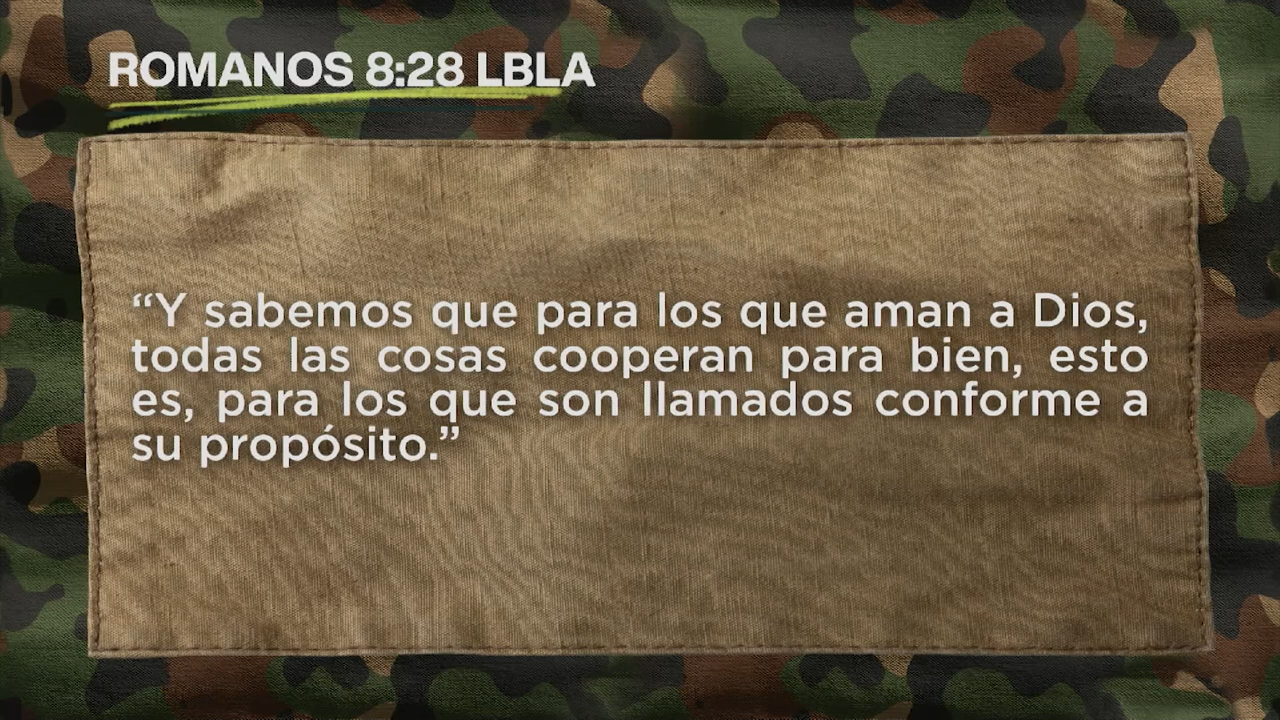 ROMANOS 8:28 LBLA
“Y sabemos que para los que aman a Dios,
todas las cosas cooperan para bien, esto
es, para los que son llamados conforme a
su propósito.”